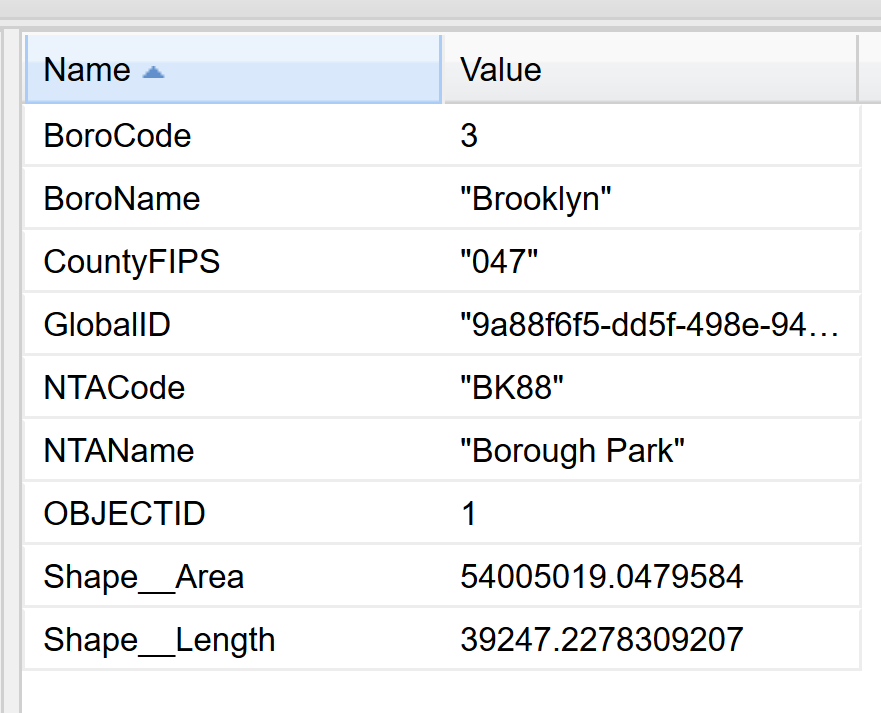 Name Value
BoroCode 3
BoroName "Brooklyn"
CountyFIPS "047"
GlobalID "9a88f6f5-dd5f-498e-94…
NTACode "BK88"
NTAName "Borough Park"
OBJECTID 1
Shape__Area 54005019.0479584
Shape__Length 39247.2278309207